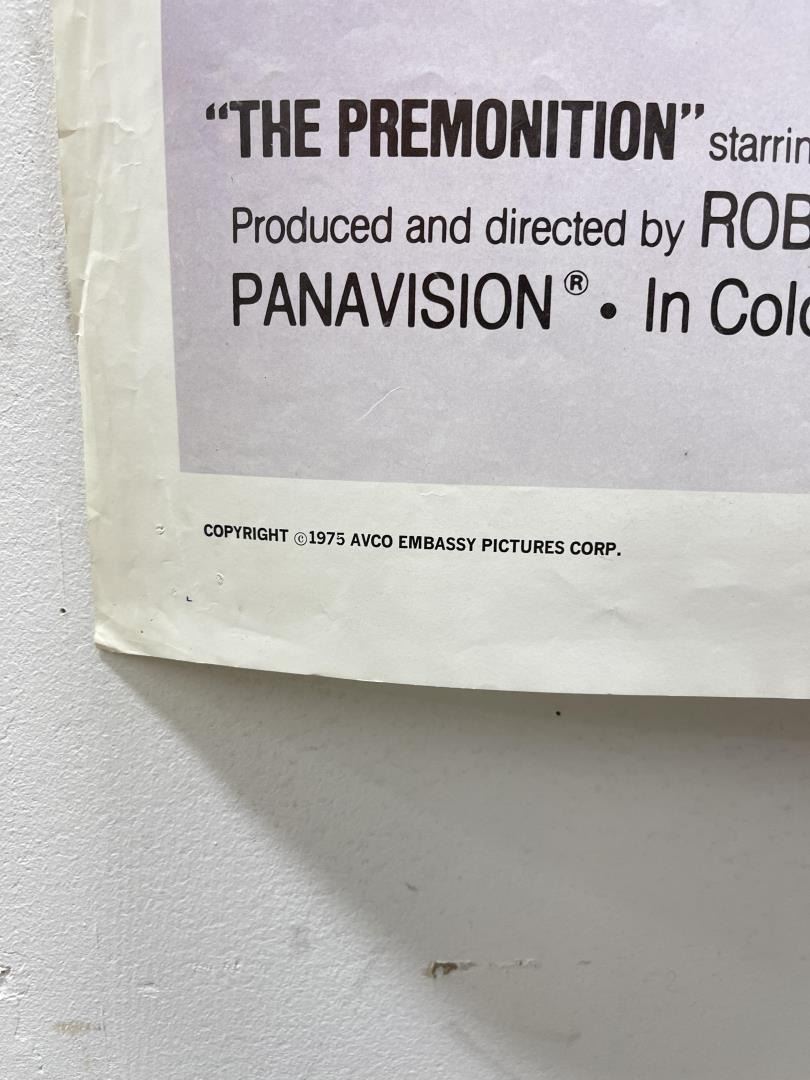 “THE PREMONITION” starrin
Produced and directed by ROB
PANAVISION® • In Colo
COPYRIGHT ©1975 AVCO EMBASSY PICTURES CORP.